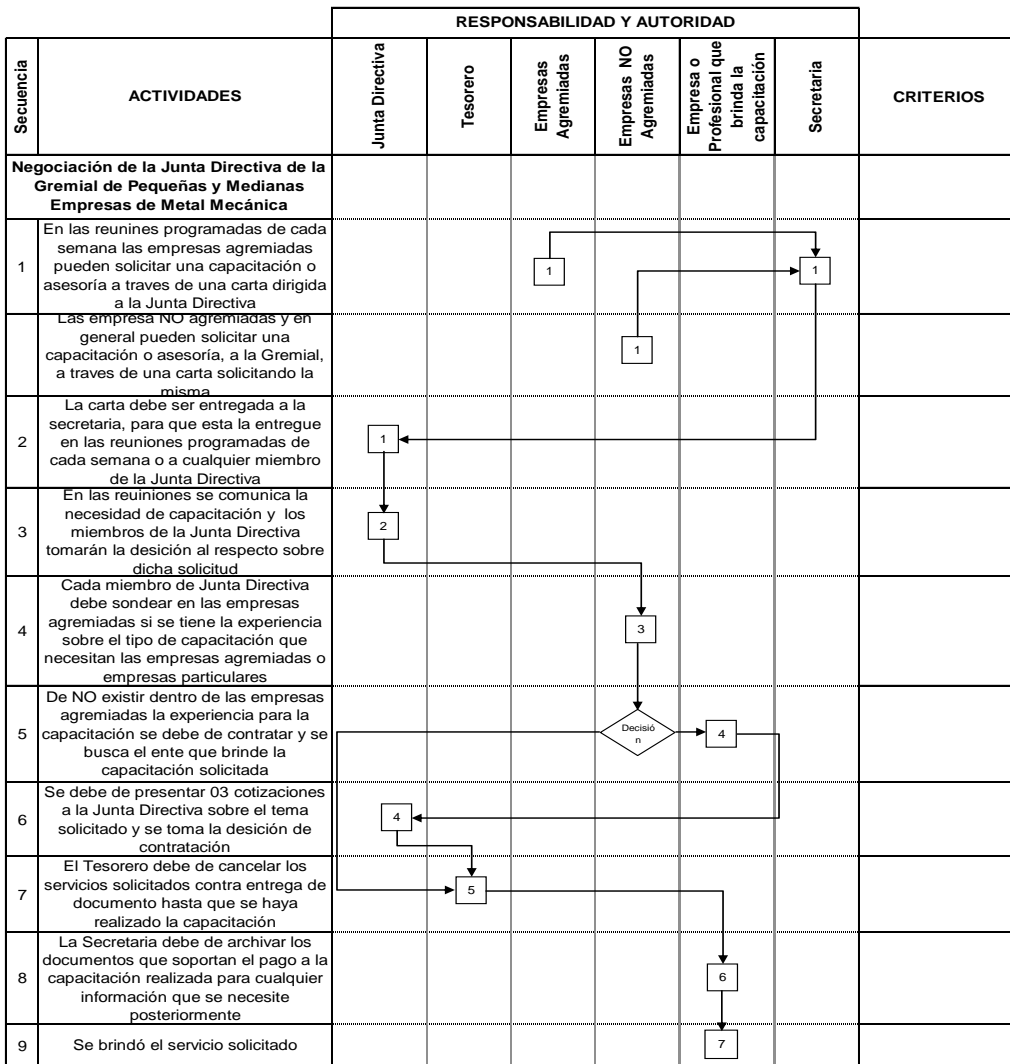 RESPONSABILIDAD Y AUTORIDAD
Secuencia
ACTIVIDADES
Junta Directiva
Tesorero
Empresas
Agremiadas
Empresas NO
Agremiadas
Empresa o
Profesional que
brinda la
capacitación
Secretaria
CRITERIOS
Negociación de la Junta Directiva de la
Gremial de Pequeñas y Medianas
Empresas de Metal Mecánica
1
En las reunines programadas de cada
semana las empresas agremiadas
pueden solicitar una capacitación o
asesoría a traves de una carta dirigida
a la Junta Directiva
1
1
Las empresa NO agremiadas y en
general pueden solicitar una
capacitación o asesoría, a la Gremial,
a traves de una carta solicitando la
misma
1
2
La carta debe ser entregada a la
secretaria, para que esta la entregue
en las reuniones programadas de
cada semana o a cualquier miembro
de la Junta Directiva
1
3
En las reuiniones se comunica la
necesidad de capacitación y los
miembros de la Junta Directiva
tomarán la desición al respecto sobre
dicha solicitud
2
4
Cada miembro de Junta Directiva
debe sondear en las empresas
agremiadas si se tiene la experiencia
sobre el tipo de capacitación que
necesitan las empresas agremiadas o
empresas particulares
3
5
De NO existir dentro de las empresas
agremiadas la experiencia para la
capacitación se debe de contratar y se
busca el ente que brinde la
capacitación solicitada
Decisió
n
4
6
Se debe de presentar 03 cotizaciones
a la Junta Directiva sobre el tema
solicitado y se toma la desición de
contratación
4
7
El Tesorero debe de cancelar los
servicios solicitados contra entrega de
documento hasta que se haya
realizado la capacitación
5
8
La Secretaria debe de archivar los
documentos que soportan el pago a la
capacitación realizada para cualquier
información que se necesite
posteriormente
6
9
Se brindó el servicio solicitado
7